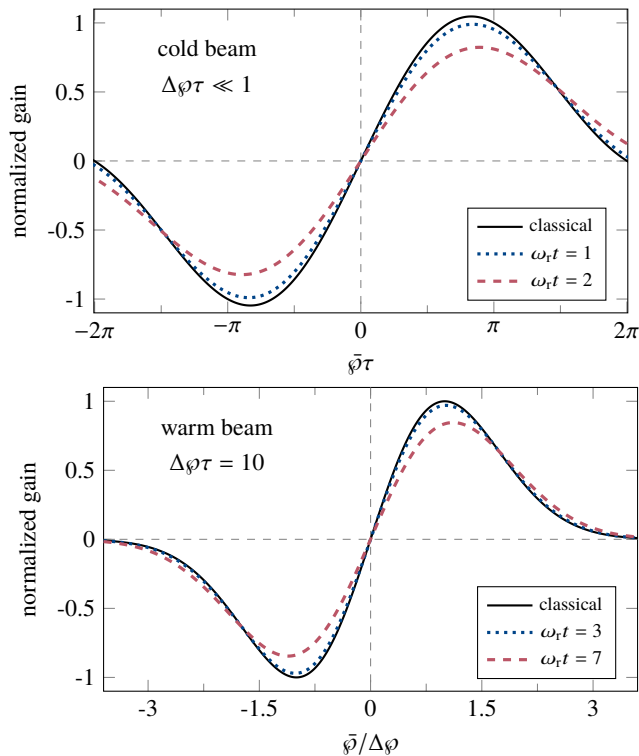 1
0.5
0
-0.5
-1
normalized gain
cold beam
Δ℘τ ≪ 1
classical
ωrt = 1
ωrt = 2
−2π
−π
0
π
2π
℘̄τ
1
0.5
0
-0.5
-1
normalized gain
warm beam
Δ℘τ = 10
classical
ωrt = 3
ωrt = 7
-3
-1.5
0
1.5
3
℘̄/Δ℘